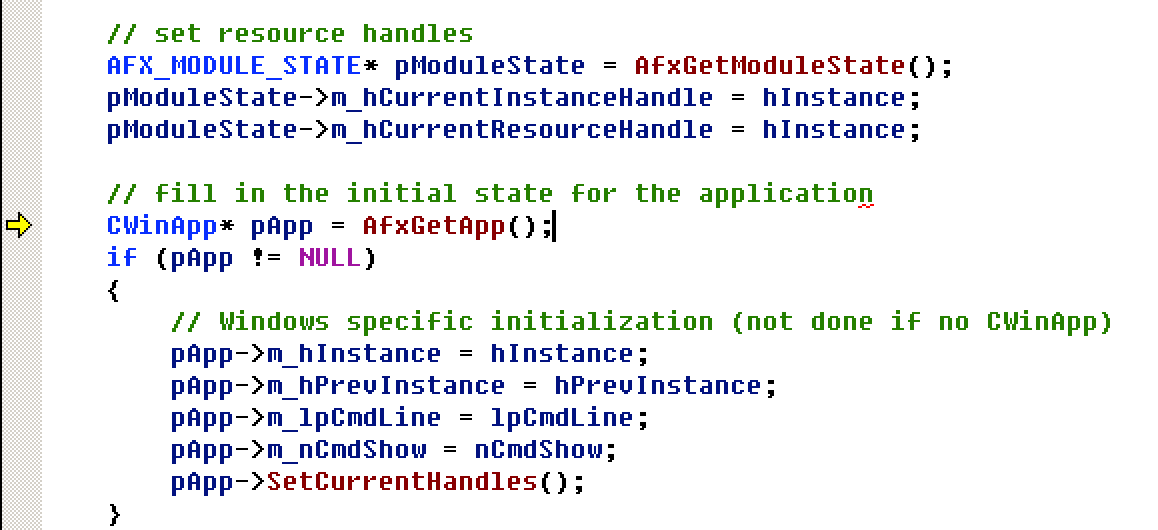 // set resource handles
AFX_MODULE_STATE* pModuleState = AfxGetModuleState();
pModuleState->m_hCurrentInstanceHandle = hInstance;
pModuleState->m_hCurrentResourceHandle = hInstance;
// fill in the initial state for the application
CWinApp* pApp = AfxGetApp();
if (pApp != NULL)
{
// Windows specific initialization (not done if no CWinApp)
pApp->m_hInstance = hInstance;
pApp->m_hPrevInstance = hPrevInstance;
pApp->m_lpCmdLine = lpCmdLine;
pApp->m_nCmdShow = nCmdShow;
pApp->SetCurrentHandles();
}